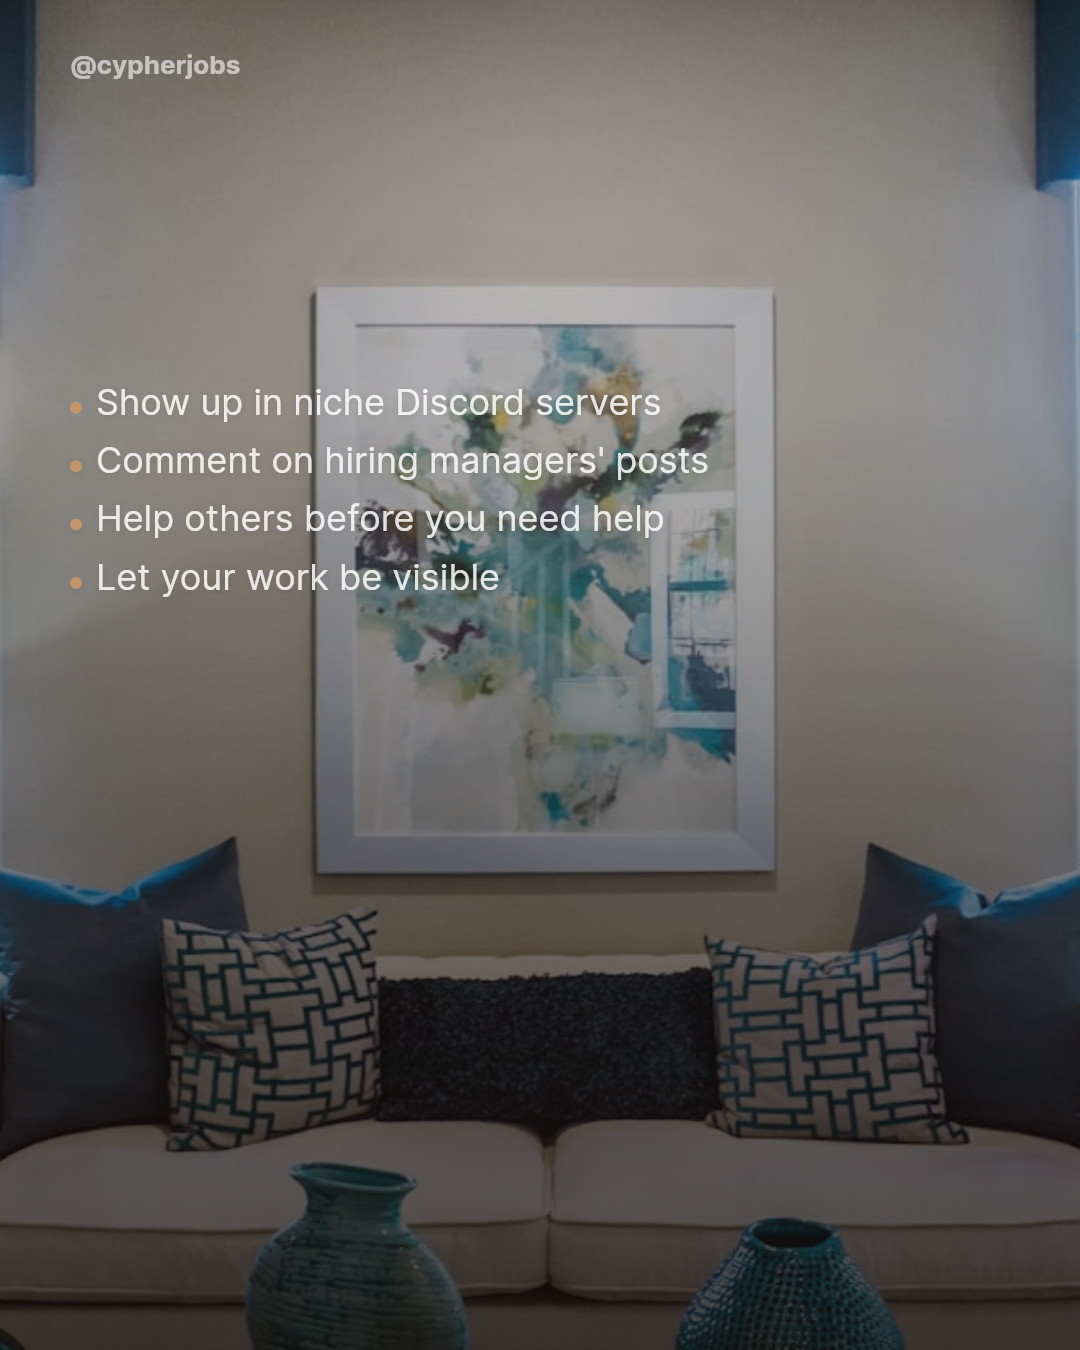 @cypherjobs
• Show up in niche Discord servers
• Comment on hiring managers' posts
• Help others before you need help
• Let your work be visible